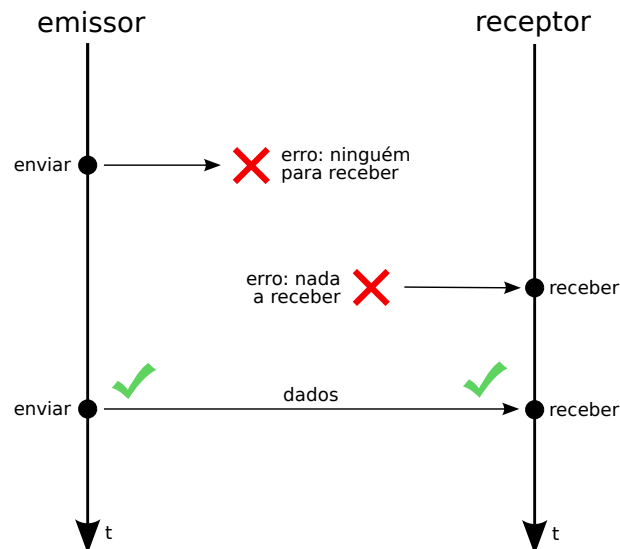 emissor
receptor
enviar
erro: ninguém
para receber
erro: nada
a receber
receber
enviar
dados
receber
t
t